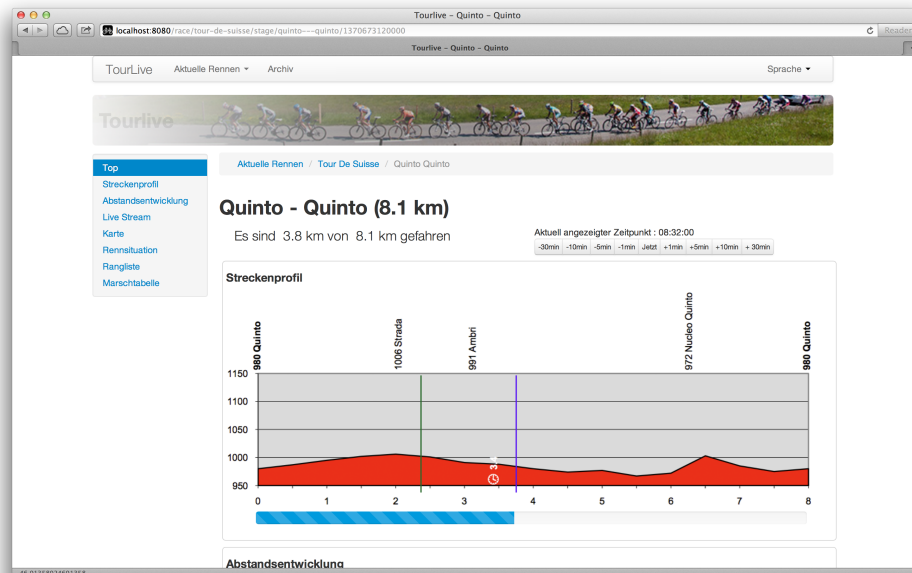 Tourlive – Quinto – Quinto
localhost:8080/race/tour-de-suisse/stage/quinto---quinto/1370673120000
Reader
Tourlive – Quinto – Quinto
TourLive Aktuelle Rennen Archiv Sprache
Tourlive
Top
Streckenprofil
Abstandsentwicklung
Live Stream
Karte
Rennsituation
Rangliste
Marschtabelle
Aktuelle Rennen / Tour De Suisse / Quinto Quinto
Quinto - Quinto (8.1 km)
Es sind 3.8 km von 8.1 km gefahren
Aktuell angezeigter Zeitpunkt : 08:32:00
-30min -10min -5min -1min Jetzt +1min +5min +10min + 30min
Streckenprofil
980 Quinto
1006 Strada
991 Ambri
972 Nucleo Quinto
980 Quinto
1150
1100
1050
1000
950
3.4
0 1 2 3 4 5 6 7 8
Abstandsentwicklung